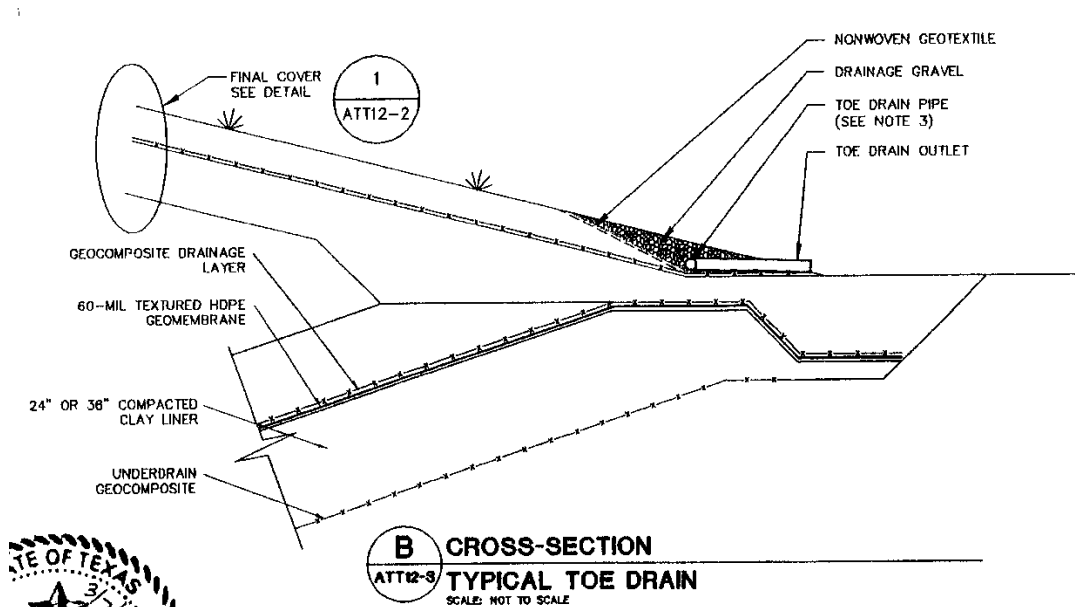 FINAL COVER
SEE DETAIL
1
ATT12-2
NONWOVEN GEOTEXTILE
DRAINAGE GRAVEL
TOE DRAIN PIPE
(SEE NOTE 3)
TOE DRAIN OUTLET
GEOCOMPOSITE DRAINAGE
LAYER
60-MIL TEXTURED HDPE
GEOMEMBRANE
24" OR 36" COMPACTED
CLAY LINER
UNDERDRAIN
GEOCOMPOSITE
B
ATT12-3
CROSS-SECTION
TYPICAL TOE DRAIN
SCALE: NOT TO SCALE
TE OF TEXAS